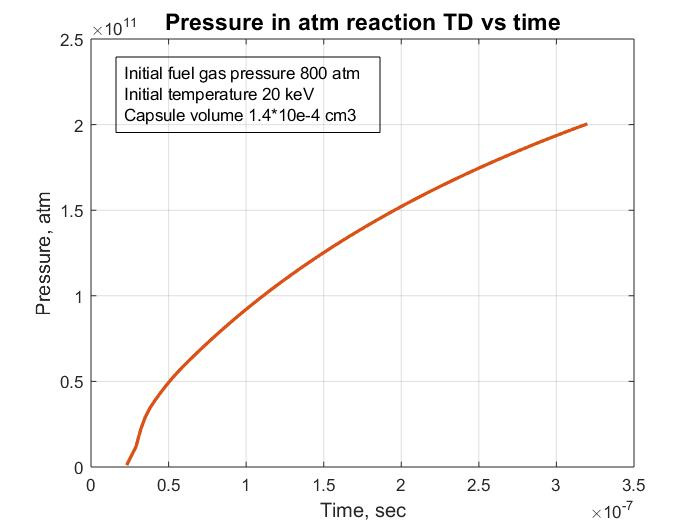 Pressure in atm reaction TD vs time
×10^11
Initial fuel gas pressure 800 atm
Initial temperature 20 keV
Capsule volume 1.4*10e-4 cm3
Pressure, atm
2.5
2
1.5
1
0.5
0
0 0.5 1 1.5 2 2.5 3 3.5
Time, sec
×10^-7